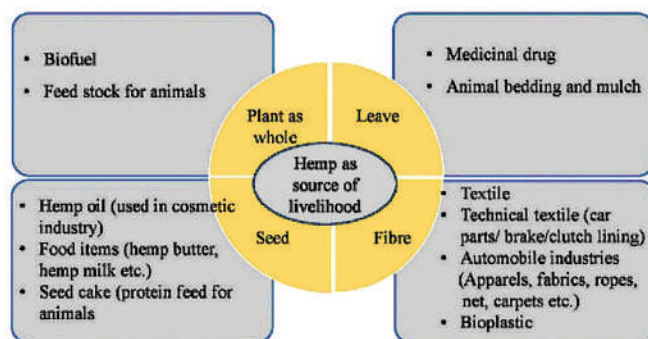 • Biofuel
• Feed stock for animals
• Medicinal drug
• Animal bedding and mulch
Plant as
whole
Leave
Hemp as
source of
livelihood
Seed
Fibre
• Hemp oil (used in cosmetic
industry)
• Food items (hemp butter,
hemp milk etc.)
• Seed cake (protein feed for
animals
• Textile
• Technical textile (car
parts/ brake/clutch lining)
• Automobile industries
(Apparels, fabrics, ropes,
net, carpets etc.)
• Bioplastic